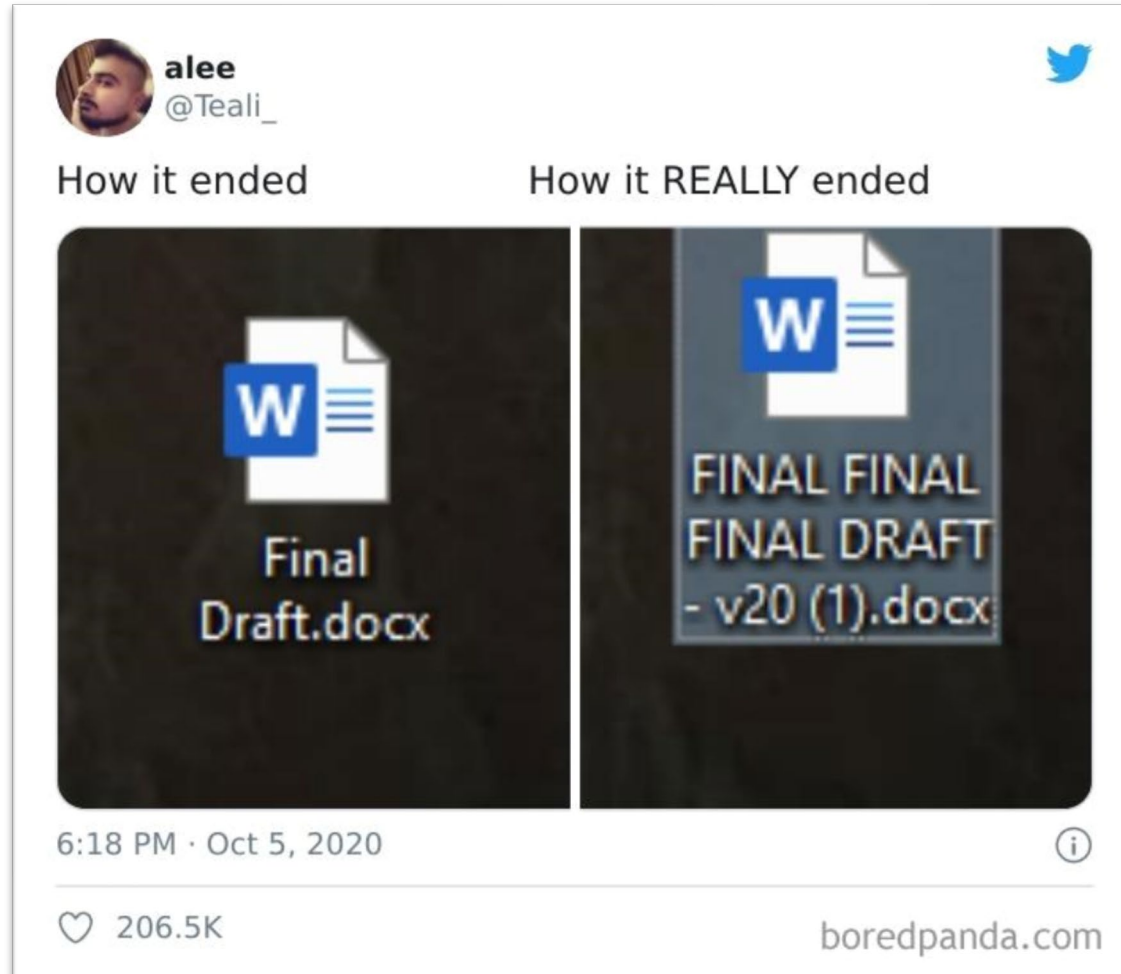 alee
@Teali_
How it ended
How it REALLY ended
W
Final
Draft.docx
W
FINAL FINAL
FINAL DRAFT
- v20 (1).docx
6:18 PM · Oct 5, 2020
206.5K
boredpanda.com